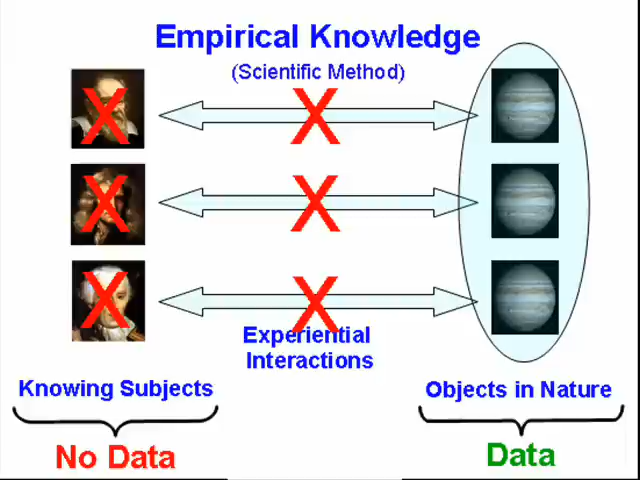 Empirical Knowledge
(Scientific Method)
X X
X X
X X
Experiential
Interactions
Knowing Subjects
Objects in Nature
No Data
Data